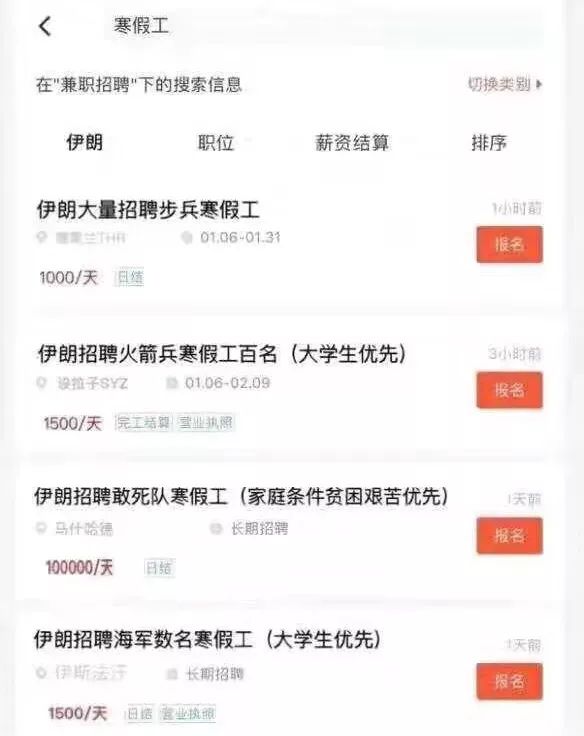 寒假工
在"兼职招聘"下的搜索信息 切换类别
伊朗 职位 薪资结算 排序
伊朗大量招聘步兵寒假工 1小时前
德黑兰THR 01.06-01.31 报名
1000/天 日结
伊朗招聘火箭兵寒假工百名（大学生优先） 3小时前
设拉子SYZ 01.06-02.09 报名
1500/天 完工结算 营业执照
伊朗招聘敢死队寒假工（家庭条件贫困艰苦优先） 1天前
马什哈德 长期招聘 报名
100000/天 日结
伊朗招聘海军数名寒假工（大学生优先） 1天前
伊斯法汗 长期招聘 报名
1500/天 日结 营业执照